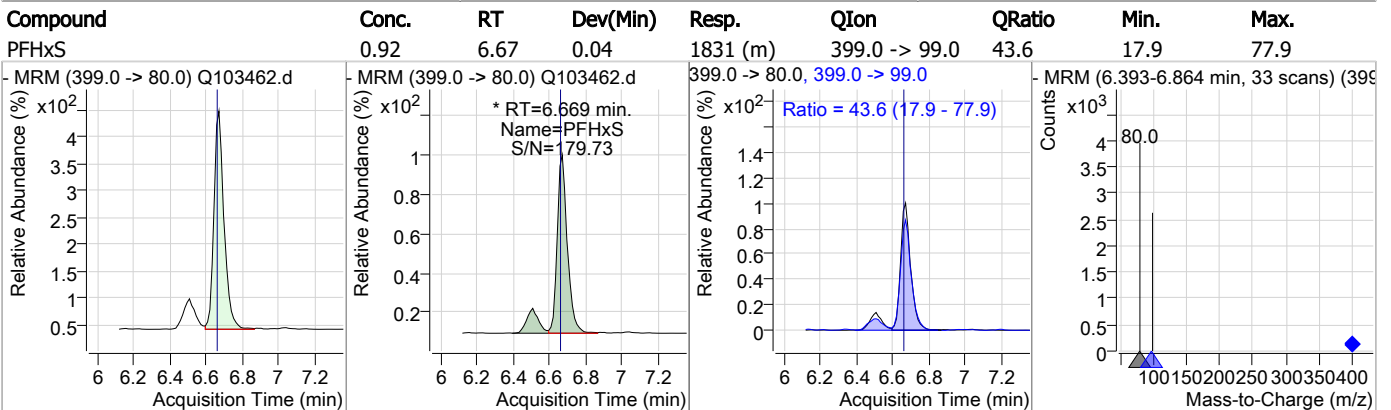 Compound Conc. RT Dev(Min) Resp. QIon QRatio Min. Max.
PFHxS 0.92 6.67 0.04 1831 (m) 399.0 -> 99.0 43.6 17.9 77.9
- MRM (399.0 -> 80.0) Q103462.d
x10²
Relative Abundance (%)
4
3.5
3
2.5
2
1.5
1
0.5
6 6.2 6.4 6.6 6.8 7 7.2
Acquisition Time (min)
- MRM (399.0 -> 80.0) Q103462.d
x10²
* RT=6.669 min.
Name=PFHxS
S/N=179.73
Relative Abundance (%)
1
0.8
0.6
0.4
0.2
6 6.2 6.4 6.6 6.8 7 7.2
Acquisition Time (min)
399.0 -> 80.0, 399.0 -> 99.0
x10²
Ratio = 43.6 (17.9 - 77.9)
Relative Abundance (%)
1.4
1.2
1
0.8
0.6
0.4
0.2
0
6 6.2 6.4 6.6 6.8 7 7.2
Acquisition Time (min)
- MRM (6.393-6.864 min, 33 scans) (399
x10³
Counts
80.0
4
3.5
3
2.5
2
1.5
1
0.5
0
100 150 200 250 300 350 400
Mass-to-Charge (m/z)